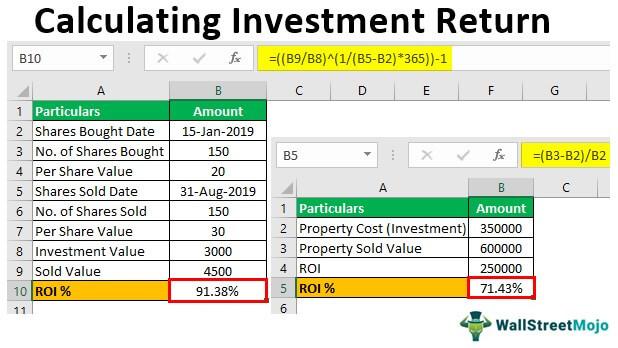 Calculating Investment Return
B10 fx =((B9/B8)^(1/(B5-B2)*365))-1
A B C D E F G
1 Particulars Amount
2 Shares Bought Date 15-Jan-2019
3 No. of Shares Bought 150
4 Per Share Value 20
5 Shares Sold Date 31-Aug-2019
6 No. of Shares Sold 150
7 Per Share Value 30
8 Investment Value 3000
9 Sold Value 4500
10 ROI % 91.38%
11
B5 fx =(B3-B2)/B2
A B C
1 Particulars Amount
2 Property Cost (Investment) 350000
3 Property Sold Value 600000
4 ROI 250000
5 ROI % 71.43%
6
WallStreetMojo